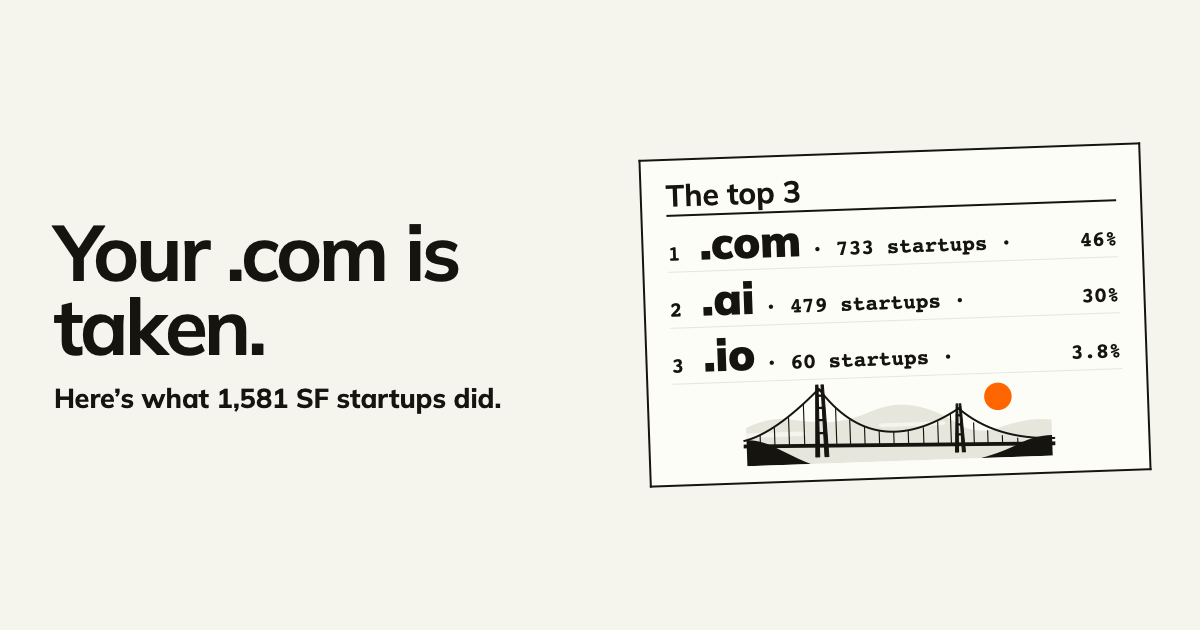 Your .com is
taken.
Here’s what 1,581 SF startups did.
The top 3
1 .com · 733 startups · 46%
2 .ai · 479 startups · 30%
3 .io · 60 startups · 3.8%